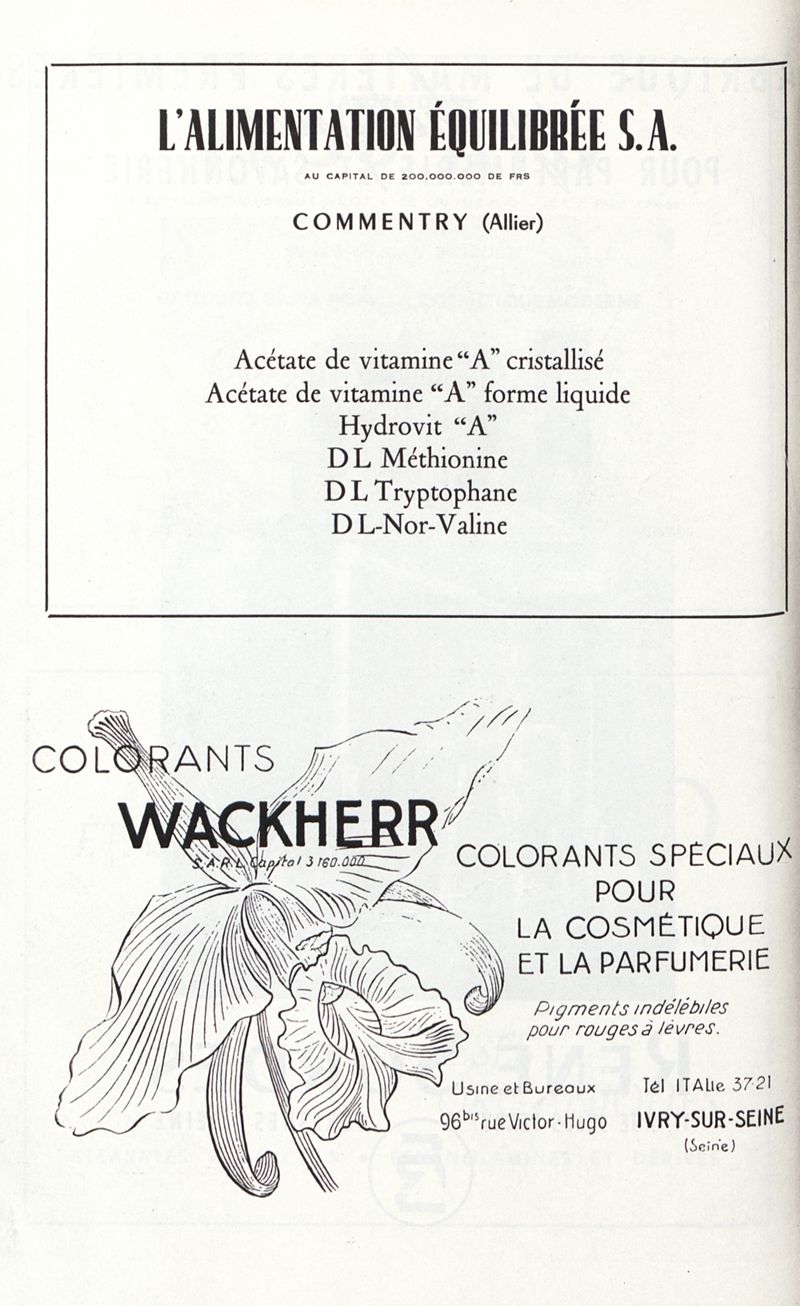 L'ALIMENTATION ÉQUILIBRÉE S.A.
AU CAPITAL DE 200.000.000 DE FRS
COMMENTRY (Allier)
Acétate de vitamine “A” cristallisé
Acétate de vitamine “A” forme liquide
Hydrovit “A”
DL Méthionine
DL Tryptophane
DL-Nor-Valine
COLORANTS
WACKHERR
S.A.R.L. Capital 3 160.000
COLORANTS SPÉCIAUX
POUR
LA COSMÉTIQUE
ET LA PARFUMERIE
Pigments indélébiles
pour rouges à lèvres.
Usine et Bureaux Tél ITALie 37-21
96bis rue Victor-Hugo IVRY-SUR-SEINE
(Seine)